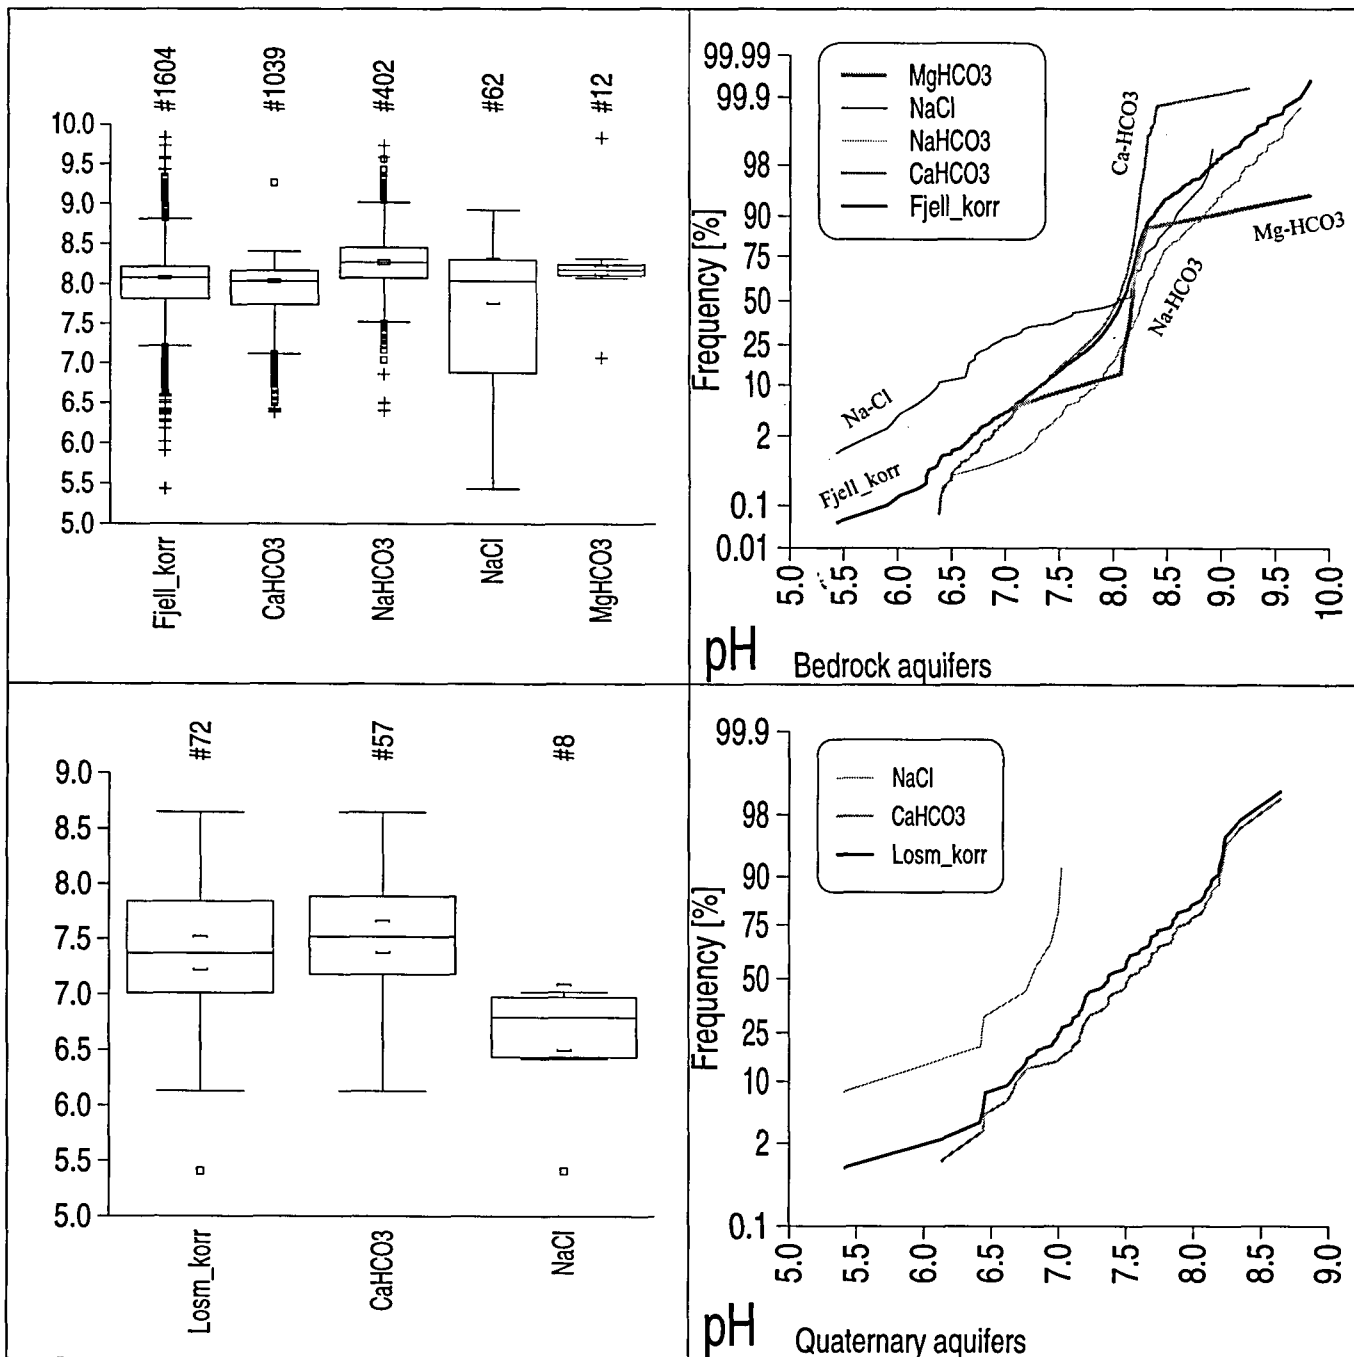 #1604
#1039
#402
#62
#12
10.0
9.5
9.0
8.5
8.0
7.5
7.0
6.5
6.0
5.5
5.0
Fjell_korr
CaHCO3
NaHCO3
NaCl
MgHCO3
99.99
99.9
98
90
75
50
25
10
2
0.1
0.01
Frequency [%]
MgHCO3
NaCl
NaHCO3
CaHCO3
Fjell_korr
Ca-HCO3
Mg-HCO3
Na-HCO3
Na-Cl
Fjell_korr
5.0
5.5
6.0
6.5
7.0
7.5
8.0
8.5
9.0
9.5
10.0
pH Bedrock aquifers
#72
#57
#8
9.0
8.5
8.0
7.5
7.0
6.5
6.0
5.5
5.0
Losm_korr
CaHCO3
NaCl
99.9
98
90
75
50
25
10
2
0.1
Frequency [%]
NaCl
CaHCO3
Losm_korr
5.0
5.5
6.0
6.5
7.0
7.5
8.0
8.5
9.0
pH Quaternary aquifers